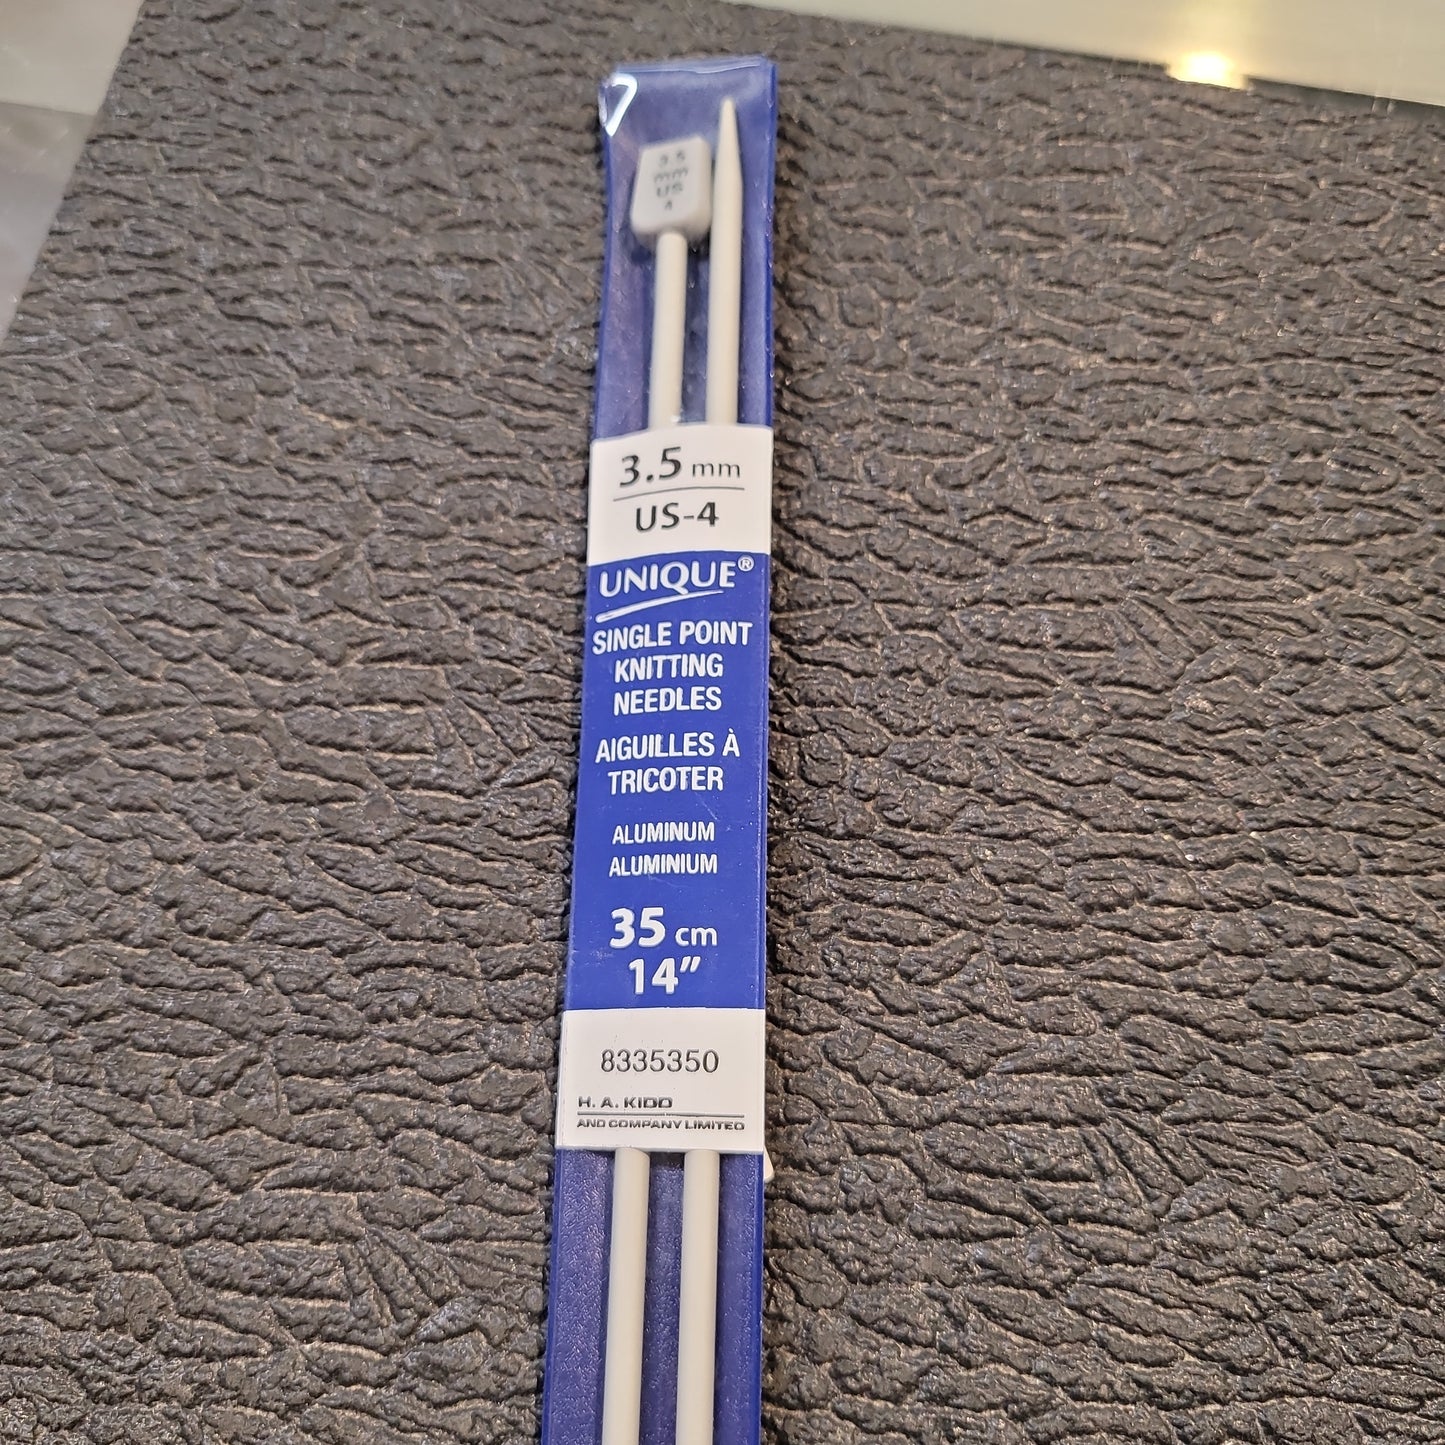 3.5
mm
US
4
3.5 mm
US-4
UNIQUE®
SINGLE POINT
KNITTING
NEEDLES
AIGUILLES À
TRICOTER
ALUMINUM
ALUMINIUM
35 cm
14"
8335350
H. A. KIDD
AND COMPANY LIMITED